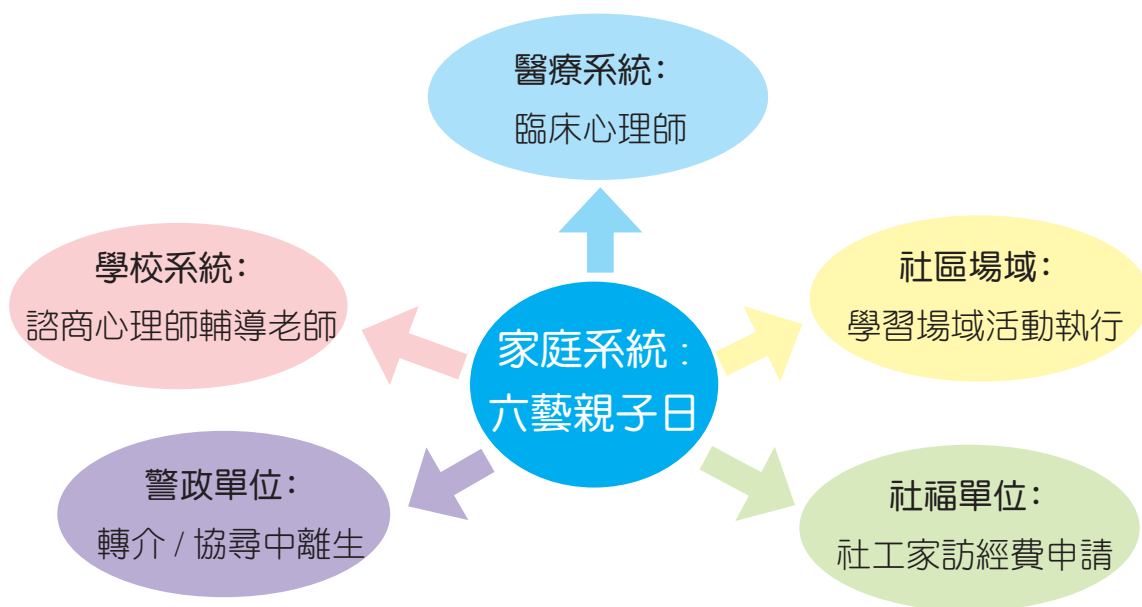 醫療系統：
臨床心理師
學校系統：
諮商心理師輔導老師
社區場域：
學習場域活動執行
家庭系統：
六藝親子日
警政單位：
轉介 / 協尋中離生
社福單位：
社工家訪經費申請